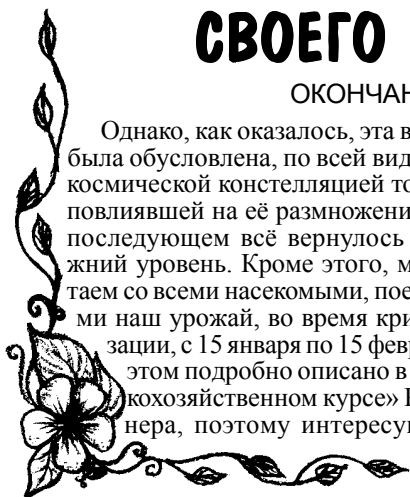 СВОЕГО
ОКОНЧАН
Однако, как оказалось, эта в
была обусловлена, по всей вид
космической констелляцией то
повлиявшей на её размножени
последующем всё вернулось
жний уровень. Кроме этого, м
таем со всеми насекомыми, пое
ми наш урожай, во время кри
зации, с 15 января по 15 февр
этом подробно описано в
кохозяйственном курсе»
нера, поэтому интересу